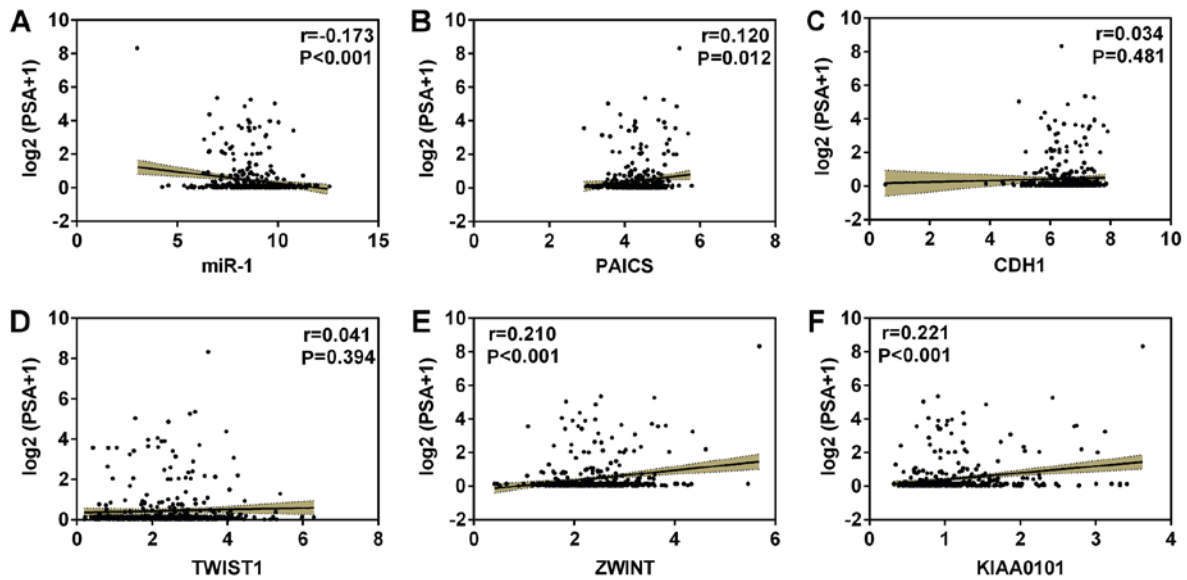 A
r=-0.173
P<0.001
log2 (PSA+1)
10
8
6
4
2
0
-2
0 5 10 15
miR-1
B
r=0.120
P=0.012
log2 (PSA+1)
10
8
6
4
2
0
-2
0 2 4 6 8
PAICS
C
r=0.034
P=0.481
log2 (PSA+1)
10
8
6
4
2
0
-2
0 2 4 6 8 10
CDH1
D
r=0.041
P=0.394
log2 (PSA+1)
10
8
6
4
2
0
0 2 4 6 8
TWIST1
E
r=0.210
P<0.001
log2 (PSA+1)
10
8
6
4
2
0
-2
0 2 4 6
ZWINT
F
r=0.221
P<0.001
log2 (PSA+1)
10
8
6
4
2
0
-2
0 1 2 3 4
KIAA0101